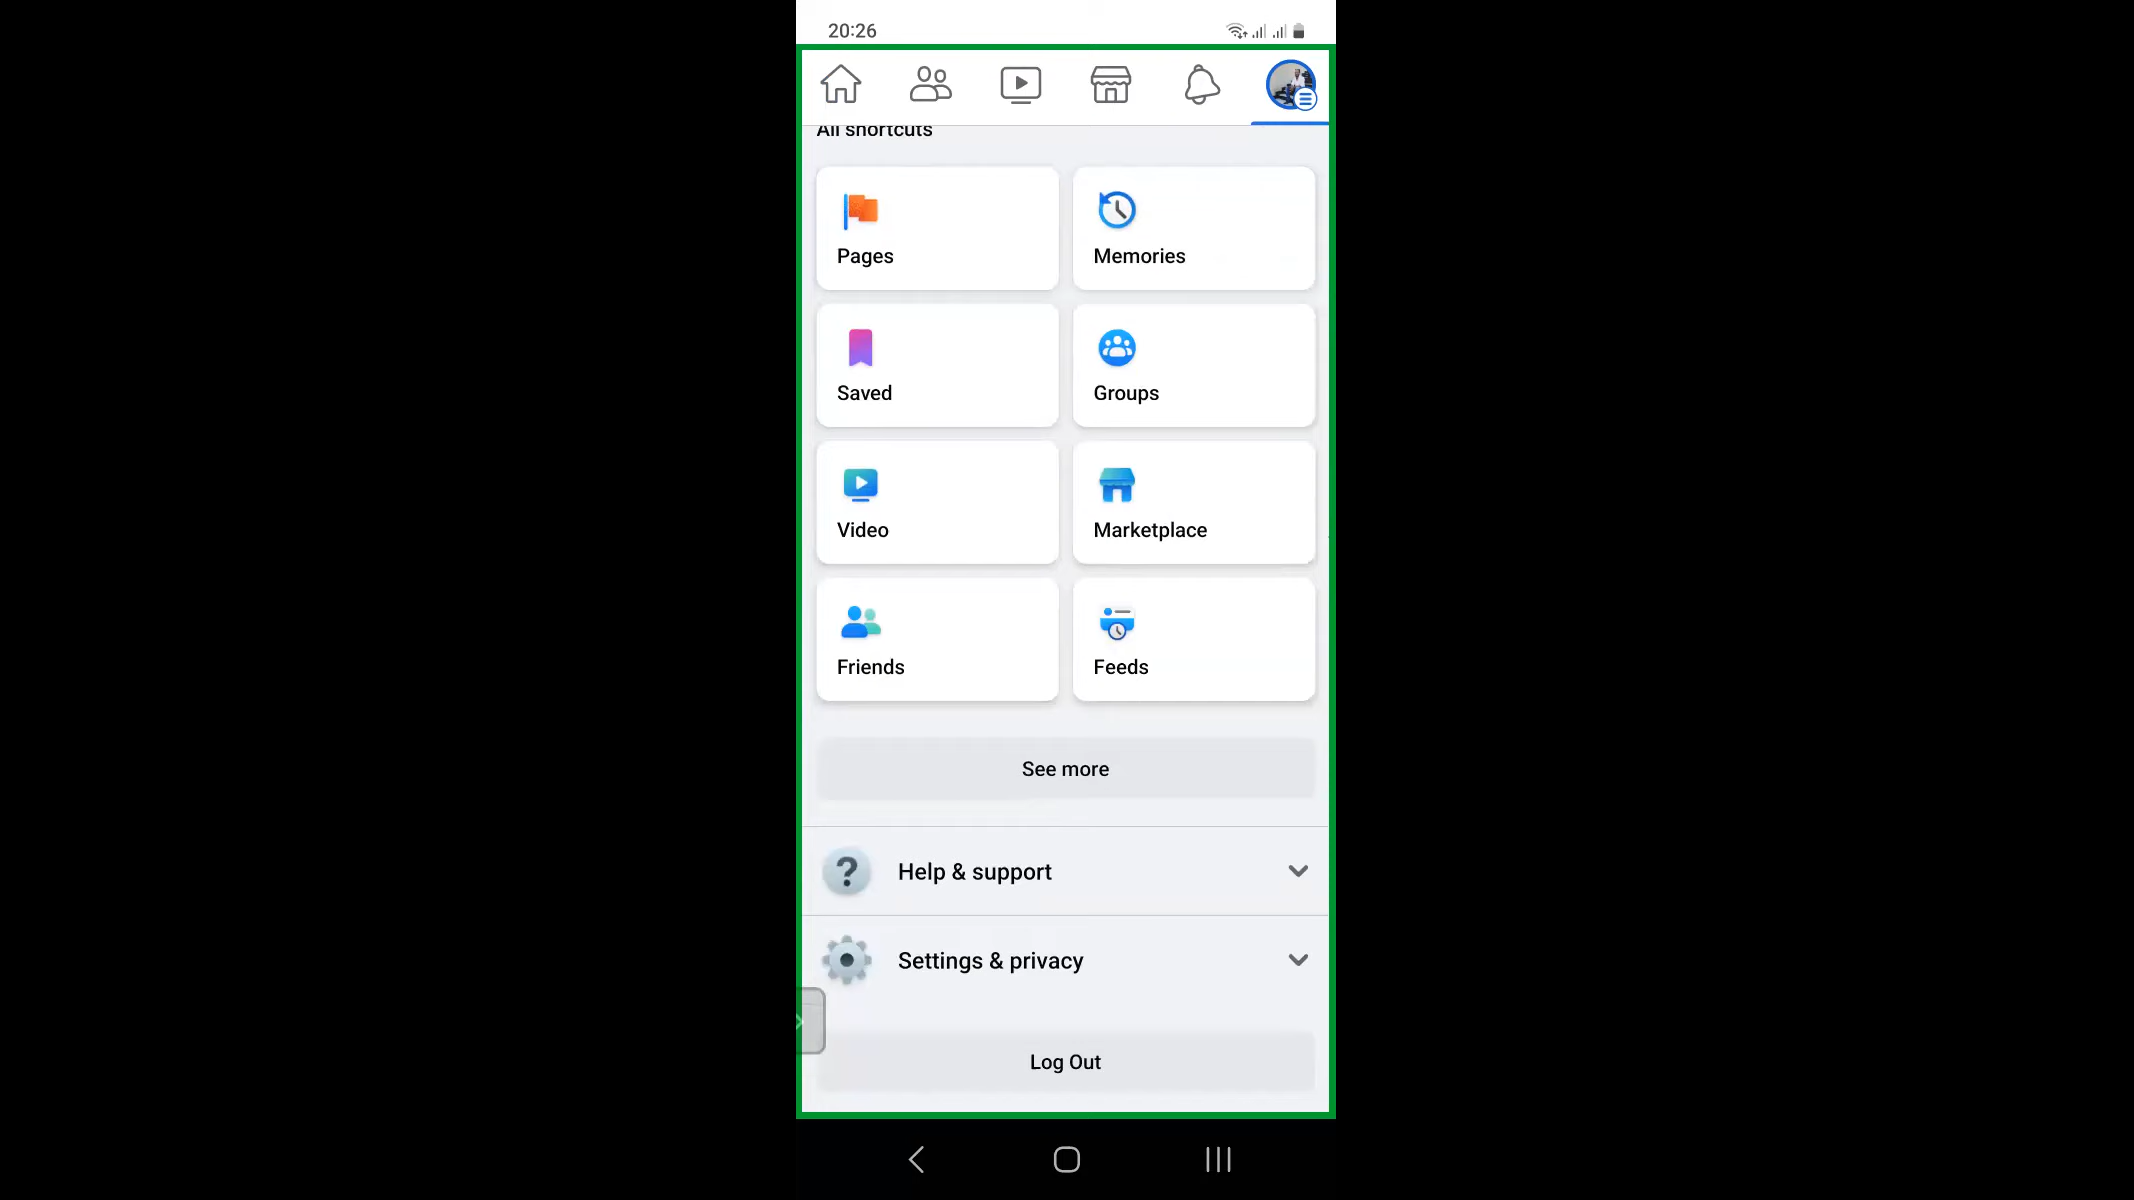 20:26
All shortcuts
Pages
Memories
Saved
Groups
Video
Marketplace
Friends
Feeds
See more
Help & support
Settings & privacy
Log Out